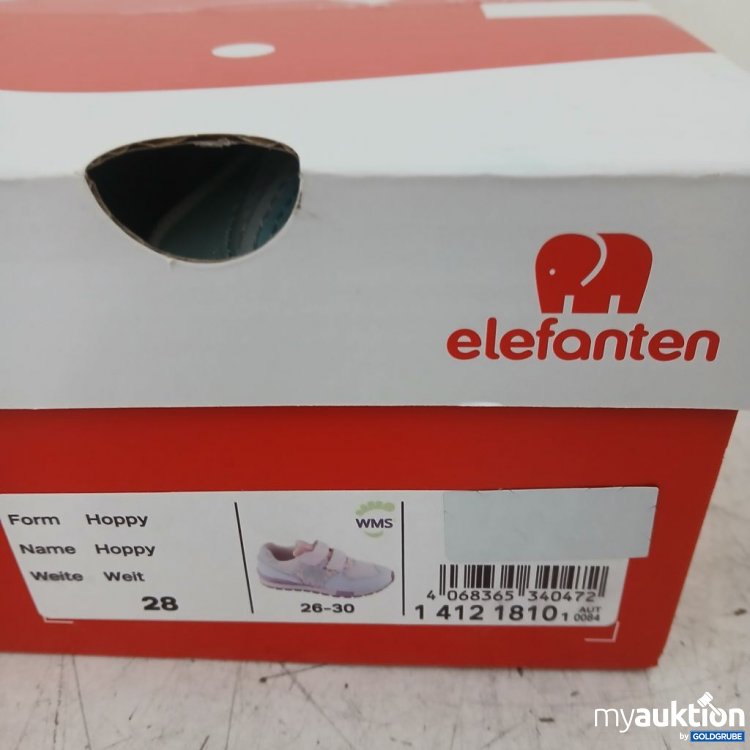 elefanten
Form Hoppy
Name Hoppy
Weite Weit
28
WMS
26-30
4 068365 340472
1 412 1810 1 AUT 0084
myauktion
by GOLDGRUBE